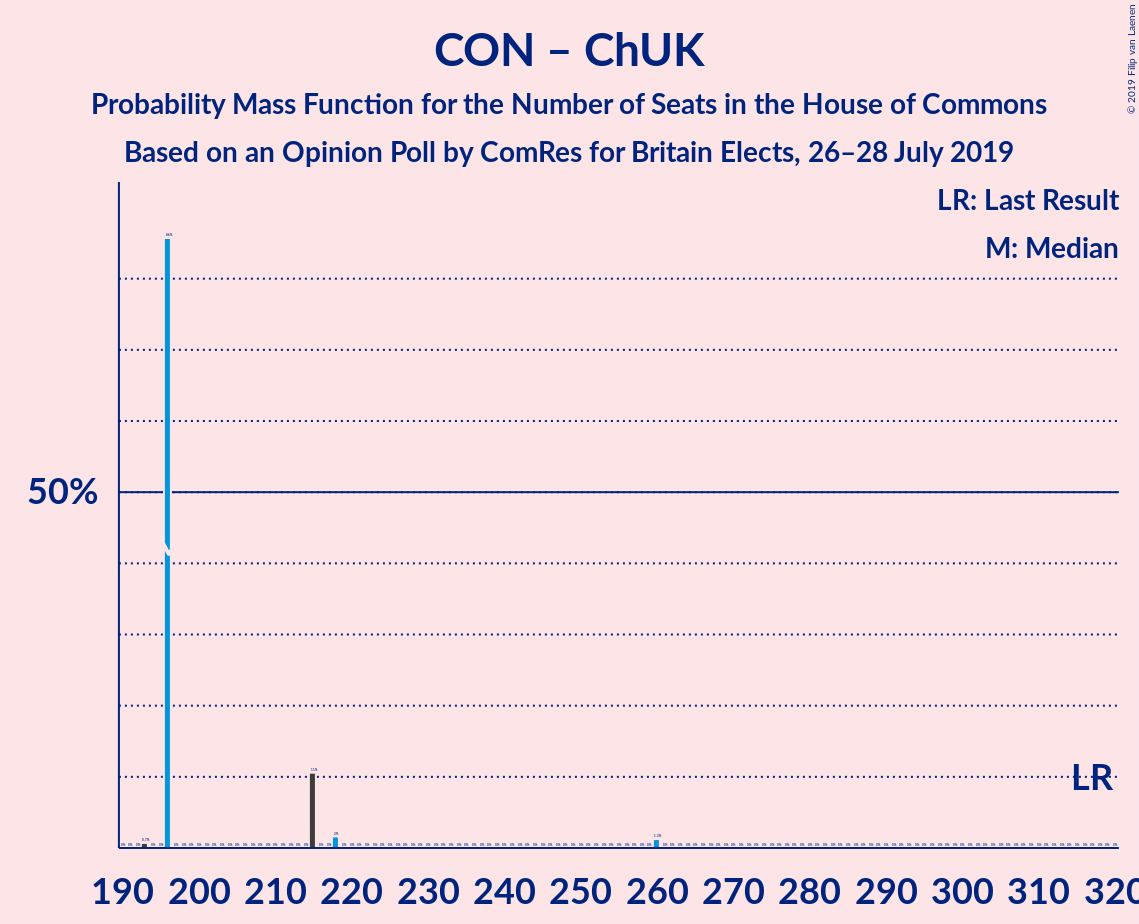 CON – ChUK
Probability Mass Function for the Number of Seats in the House of Commons
Based on an Opinion Poll by ComRes for Britain Elects, 26–28 July 2019
© 2019 Filip van Laenen
LR: Last Result
M: Median
50%
LR
190 200 210 220 230 240 250 260 270 280 290 300 310 320